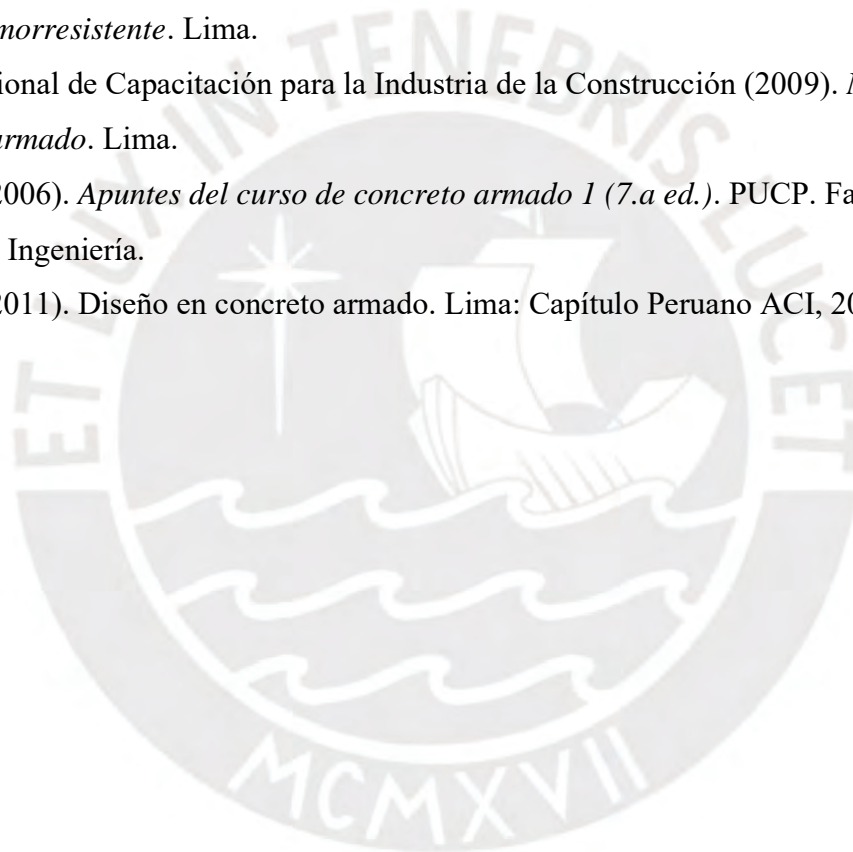 morresistente. Lima.
ional de Capacitación para la Industria de la Construcción (2009).
armado. Lima.
2006). Apuntes del curso de concreto armado 1 (7.a ed.). PUCP. Fa
Ingeniería.
2011). Diseño en concreto armado. Lima: Capítulo Peruano ACI, 20
ET LUX IN TENEBRIS LUCET
MCMXVII